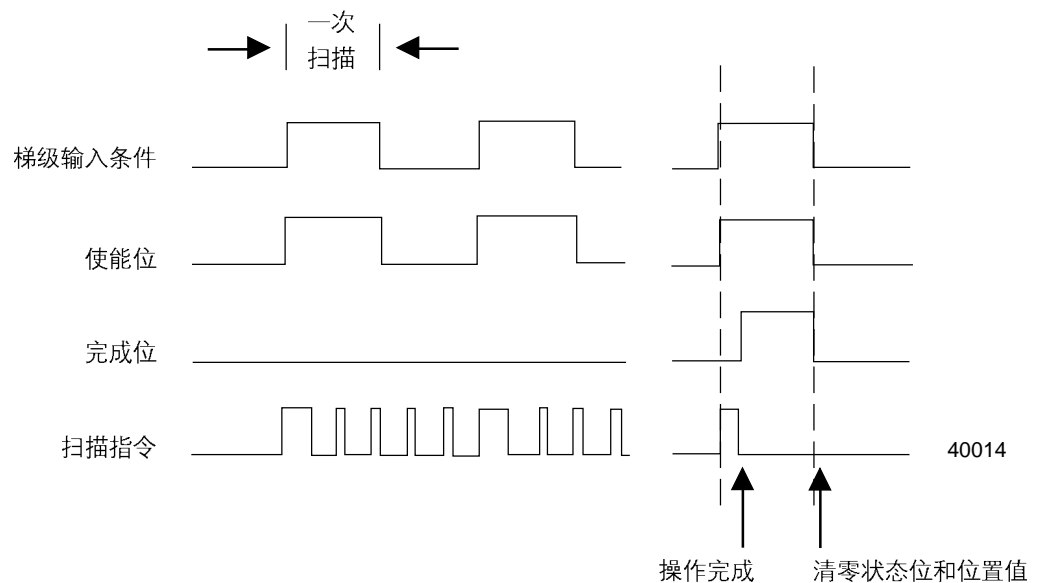 一次
扫描
梯级输入条件
使能位
完成位
扫描指令
40014
操作完成
清零状态位和位置值